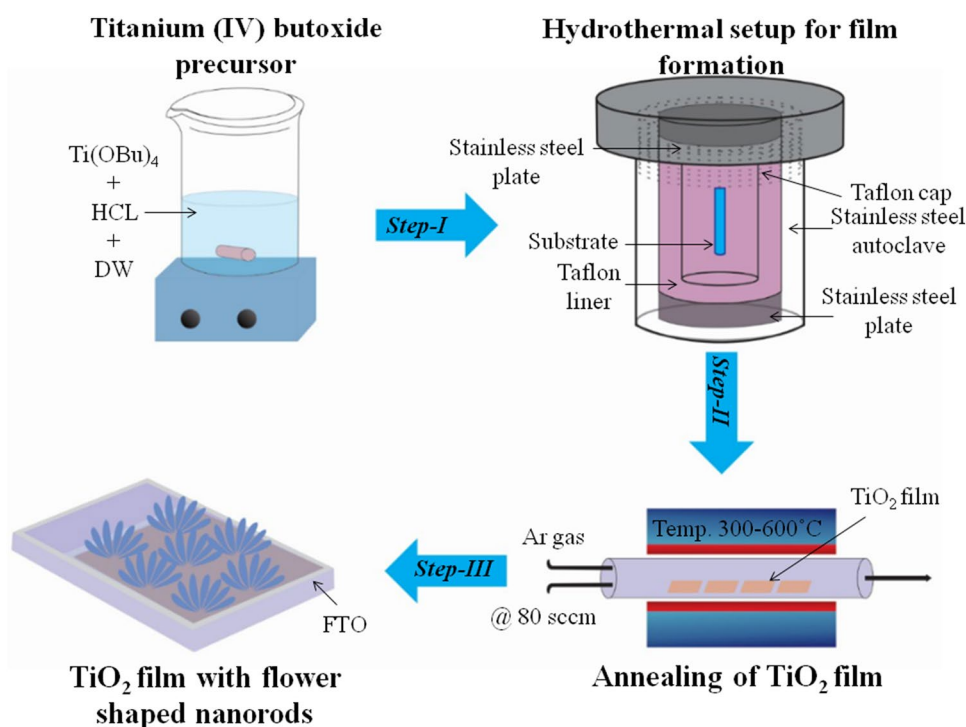 Titanium (IV) butoxide
precursor
Ti(OBu)₄
+
HCL
+
DW
Step-I
Hydrothermal setup for film
formation
Stainless steel
plate
Substrate
Taflon
liner
Taflon cap
Stainless steel
autoclave
Stainless steel
plate
Step-II
Temp. 300-600°C
TiO₂ film
Ar gas
@ 80 sccm
Annealing of TiO₂ film
Step-III
FTO
TiO₂ film with flower
shaped nanorods